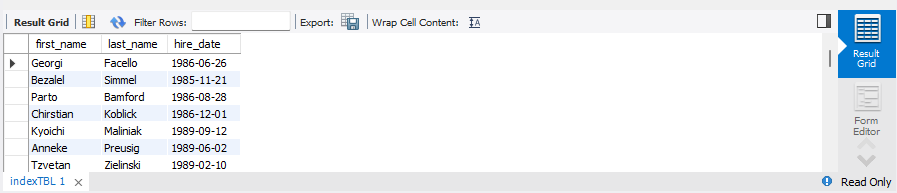 Result Grid Filter Rows: Export: Wrap Cell Content: IA
first_name last_name hire_date
Georgi Facello 1986-06-26
Bezalel Simmel 1985-11-21
Parto Bamford 1986-08-28
Chirstian Koblick 1986-12-01
Kyoichi Maliniak 1989-09-12
Anneke Preusig 1989-06-02
Tzvetan Zielinski 1989-02-10
Result
Grid
Form
Editor
indexTBL 1 Read Only